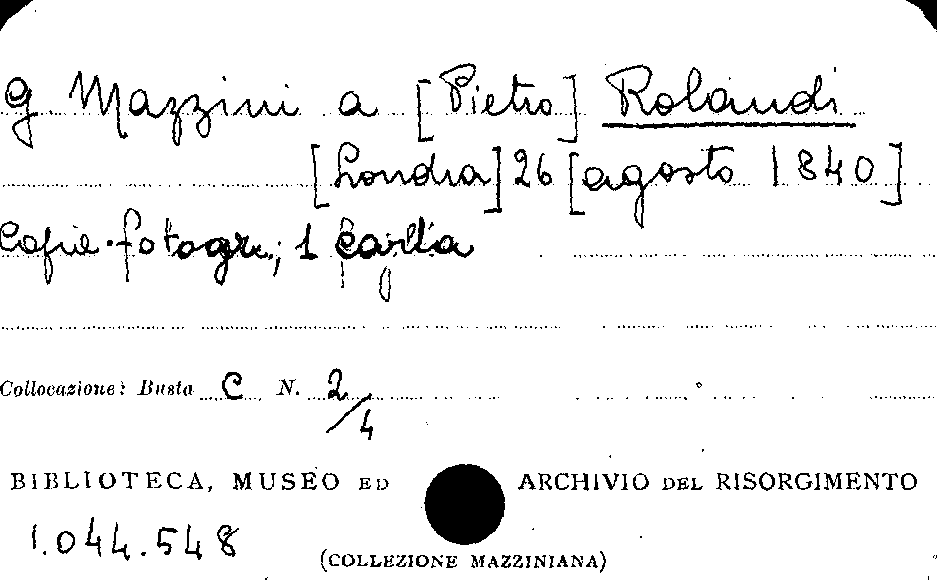 G Mazzini a [Pietro] Rolandi
[Londra] 26 [agosto 1840]
Copia fotogr., 1 carta
Collocazione: Busta C N. 2/4
BIBLIOTECA, MUSEO ED ARCHIVIO DEL RISORGIMENTO
1.044.548
(COLLEZIONE MAZZINIANA)